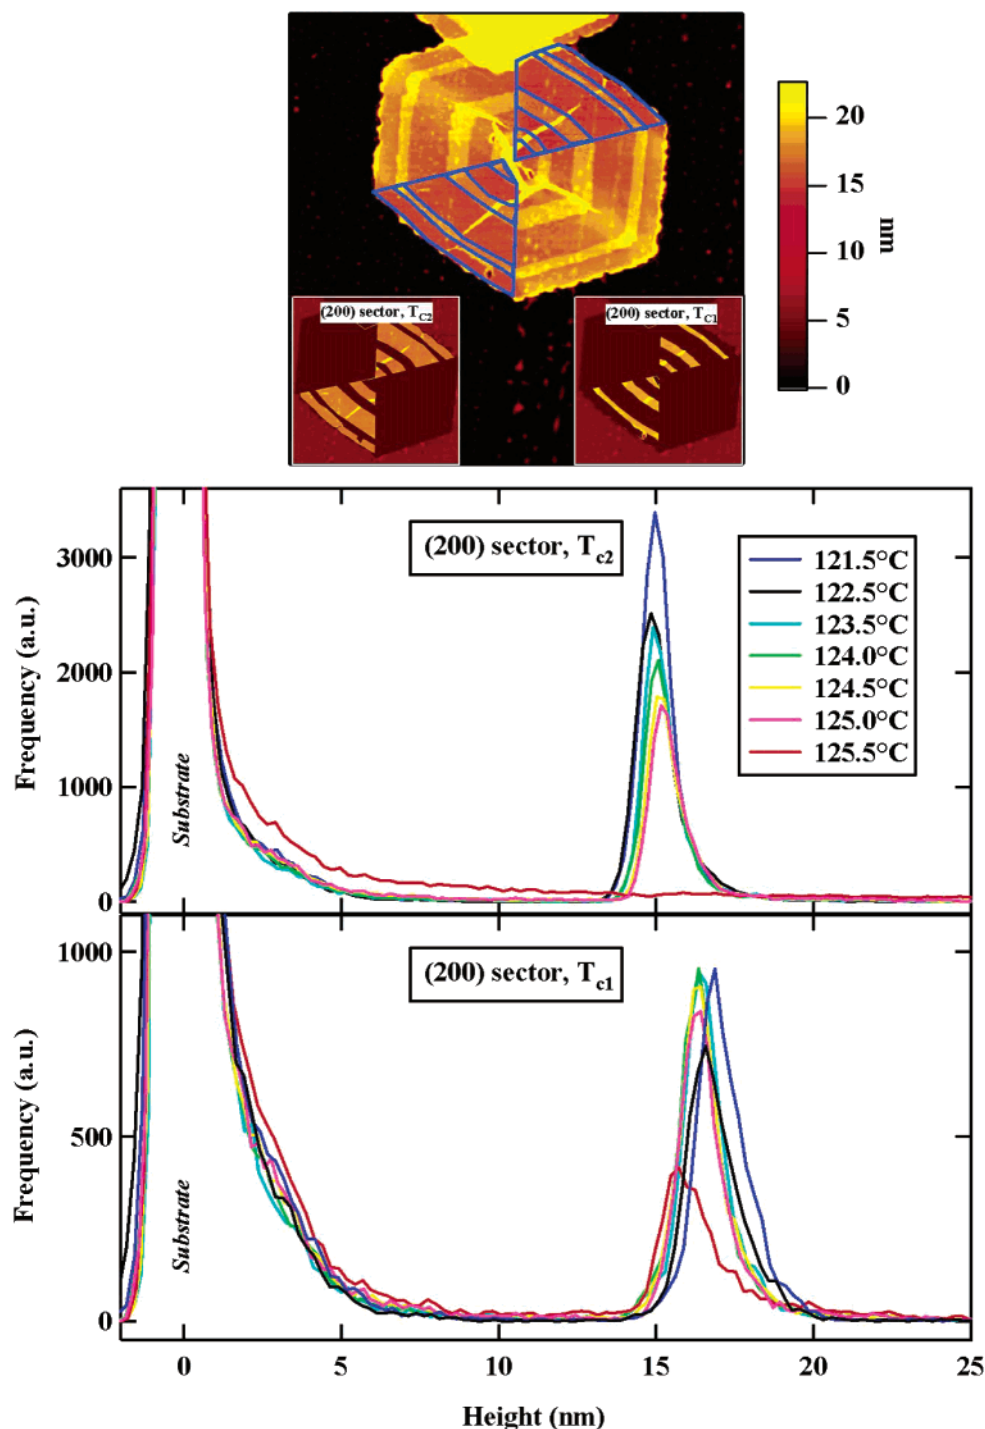 20
15
10
5
0
nm
(200) sector, TC2
(200) sector, TC1
3000
2000
1000
0
Frequency (a.u.)
Substrate
(200) sector, Tc2
121.5°C
122.5°C
123.5°C
124.0°C
124.5°C
125.0°C
125.5°C
1000
500
0
Frequency (a.u.)
Substrate
(200) sector, Tc1
0 5 10 15 20 25
Height (nm)